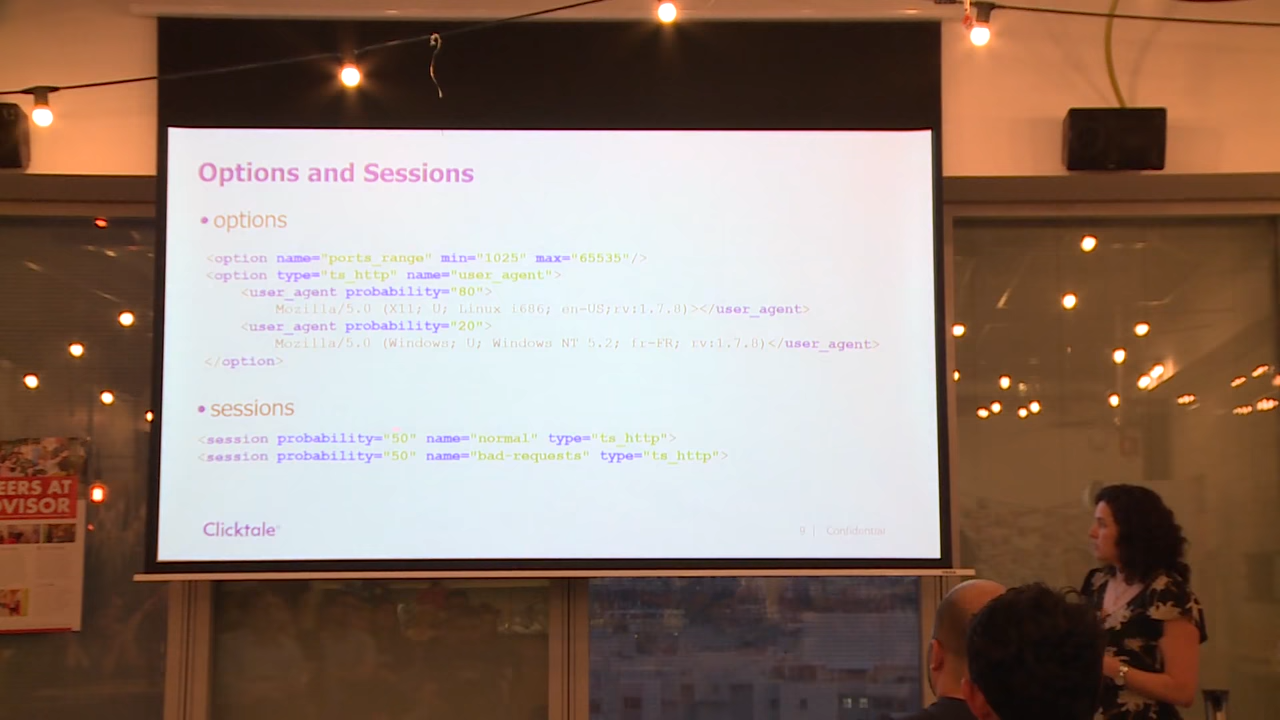 Options and Sessions
• options
<option name="ports_range" min="1025" max="65535"/>
<option type="ts_http" name="user_agent">
<user_agent probability="80">
Mozilla/5.0 (X11; U; Linux i686; en-US;rv:1.7.8)></user_agent>
<user_agent probability="20">
Mozilla/5.0 (Windows; U; Windows NT 5.2; fr-FR; rv:1.7.8)</user_agent>
</option>
• sessions
<session probability="50" name="normal" type="ts_http">
<session probability="50" name="bad-requests" type="ts_http">
Clicktale
9 | Confidential
EERS AT
VISOR